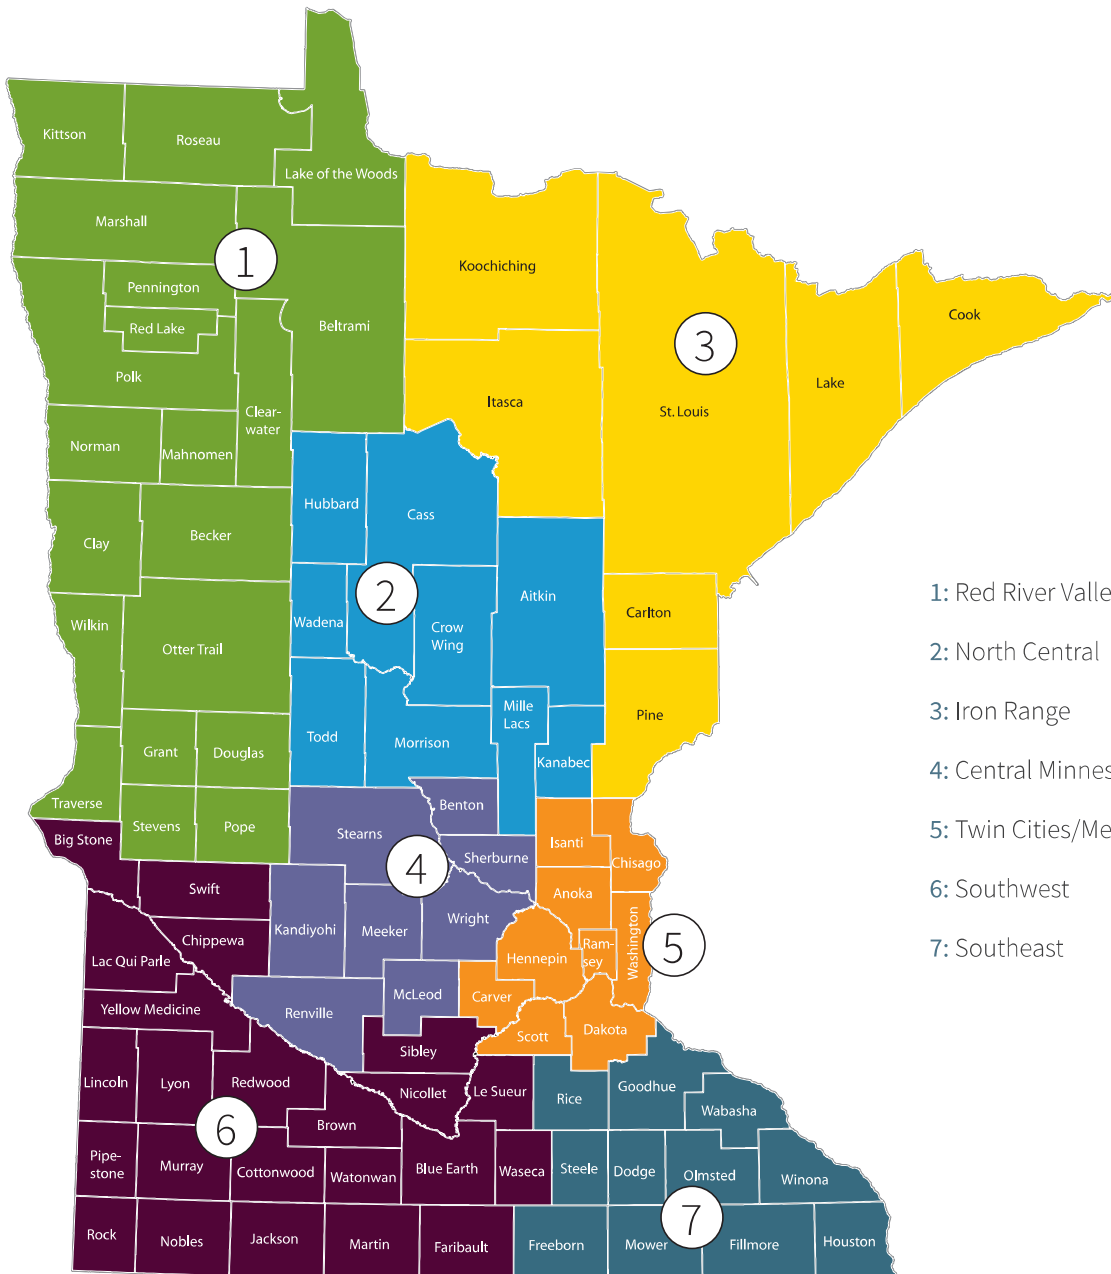 Kittson
Roseau
Lake of the Woods
Marshall
1
Koochiching
Pennington
Red Lake
Beltrami
Cook
3
Polk
Lake
Itasca
St. Louis
Clear-
water
Norman
Mahnomen
Hubbard
Cass
Clay
Becker
2
Aitkin
Carlton
Wilkin
Wadena
Crow
Wing
Otter Trail
Mille
Lacs
Pine
Todd
Morrison
Grant
Douglas
Kanabec
Traverse
Benton
Stevens
Pope
Stearns
Big Stone
Isanti
Sherburne
Chisago
4
Swift
Anoka
Wright
Kandiyohi
Meeker
Chippewa
Washington
5
Ram-
sey
Hennepin
Lac Qui Parle
McLeod
Carver
Yellow Medicine
Renville
Scott
Dakota
Sibley
Lincoln
Lyon
Redwood
Nicollet
Le Sueur
Rice
Goodhue
Wabasha
6
Brown
Pipe-
stone
Murray
Cottonwood
Watonwan
Blue Earth
Waseca
Steele
Dodge
Olmsted
Winona
7
Rock
Nobles
Jackson
Martin
Faribault
Freeborn
Mower
Fillmore
Houston
1: Red River Valle
2: North Central
3: Iron Range
4: Central Minnes
5: Twin Cities/Me
6: Southwest
7: Southeast